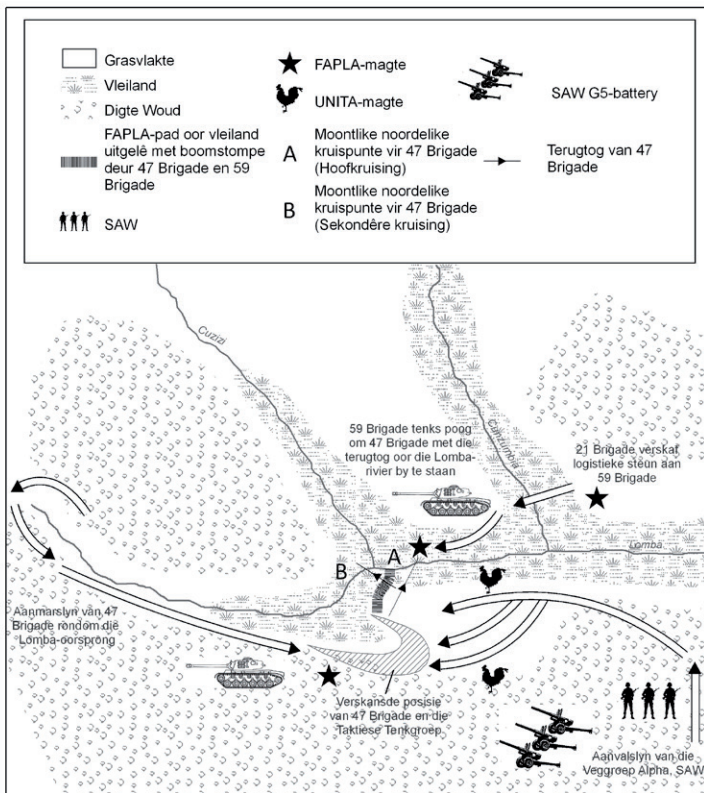 Grasvlakte
Vleiland
Digte Woud
FAPLA-pad oor vleiland
uitgelê met boomstompe
deur 47 Brigade en 59
Brigade
SAW
FAPLA-magte
UNITA-magte
A
Moontlike noordelike
kruispunte vir 47 Brigade
(Hoofkruising)
B
Moontlike noordelike
kruispunte vir 47 Brigade
(Sekondêre kruising)
SAW G5-battery
Terugtog van 47
Brigade
Cuzizi
59 Brigade tenks poog
om 47 Brigade met die
terugtog oor die Lomba-
rivier by te staan
21 Brigade verskaf
logistieke steun aan
59 Brigade
Lomba
A
B
Aanmarslyn van 47
Brigade rondom die
Lomba-oorsprong
Verskansde posisie
van 47 Brigade en die
Taktiese Tenkgroep
Aanvalslyn van die
Veggroep Alpha, SAW